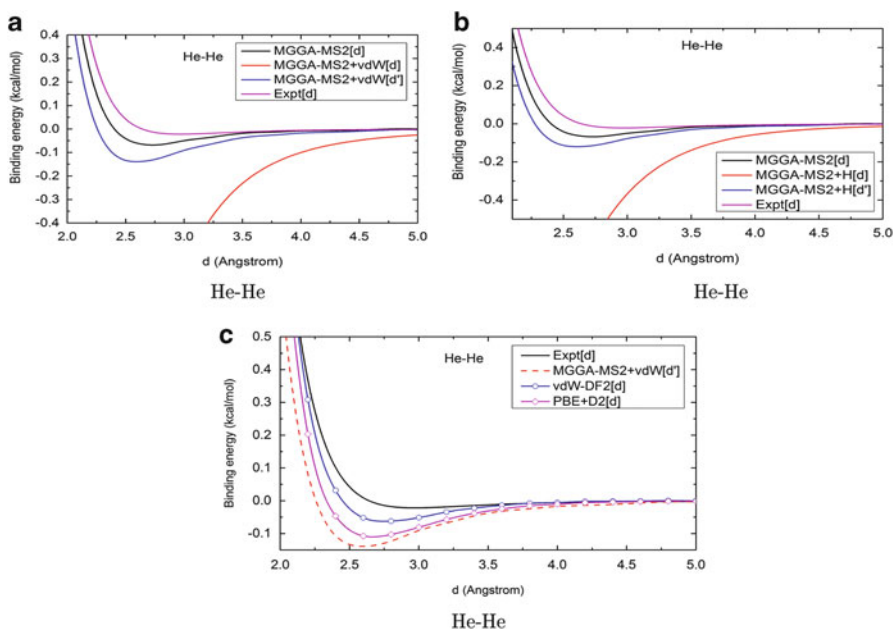 a
He-He
MGGA-MS2[d]
MGGA-MS2+vdW[d]
MGGA-MS2+vdW[d']
Expt[d]
Binding energy (kcal/mol)
0.4
0.3
0.2
0.1
0.0
-0.1
-0.2
-0.3
-0.4
2.0 2.5 3.0 3.5 4.0 4.5 5.0
d (Angstrom)
He-He
b
He-He
MGGA-MS2[d]
MGGA-MS2+H[d]
MGGA-MS2+H[d']
Expt[d]
Binding energy (kcal/mol)
0.4
0.2
0.0
-0.2
-0.4
2.5 3.0 3.5 4.0 4.5 5.0
d (Angstrom)
He-He
c
He-He
Expt[d]
MGGA-MS2+vdW[d']
vdW-DF2[d]
PBE+D2[d]
Binding energy (kcal/mol)
0.5
0.4
0.3
0.2
0.1
0.0
-0.1
2.0 2.5 3.0 3.5 4.0 4.5 5.0
d (Angstrom)
He-He